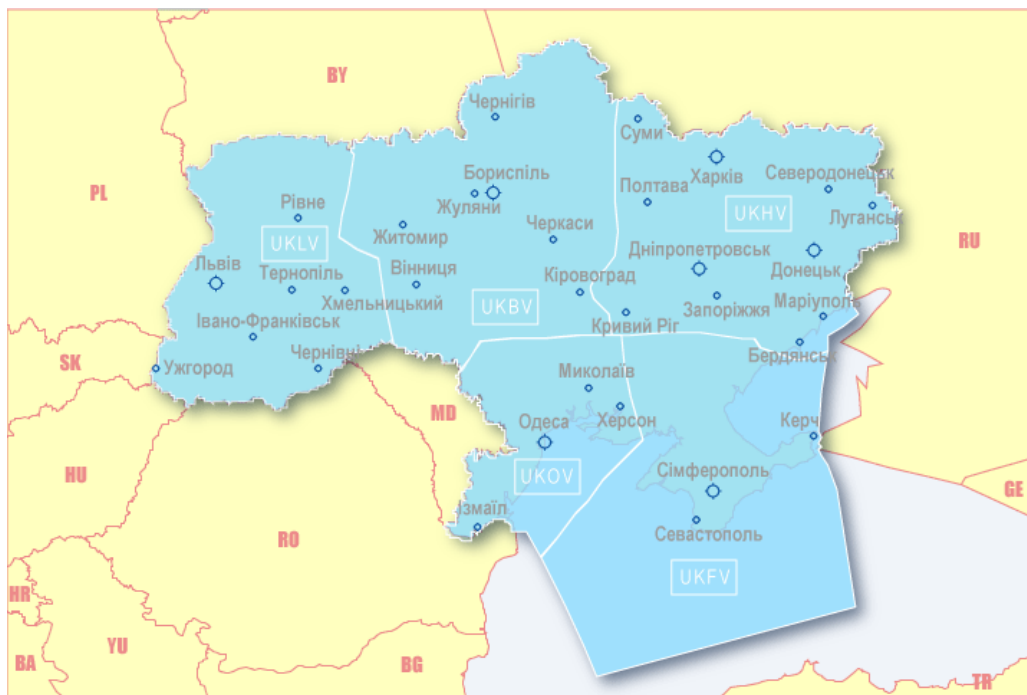 BY
Чернігів
Суми
Харків
Бориспіль
Северодонецьк
PL
Полтава
Жуляни
Рівне
UKHV
Луганськ
RU
Черкаси
Житомир
UKLV
Дніпропетровськ
Львів
Вінниця
Донецьк
Тернопіль
Кіровоград
Хмельницький
Маріуполь
UKBV
Запоріжжя
Івано-Франківськ
Кривий Ріг
Чернівці
Бердянськ
SK
Ужгород
Миколаїв
MD
Одеса
Херсон
Керч
HU
UKOV
Сімферополь
GE
Ізмаїл
Севастополь
RO
UKFV
HR
YU
BA
BG
TR